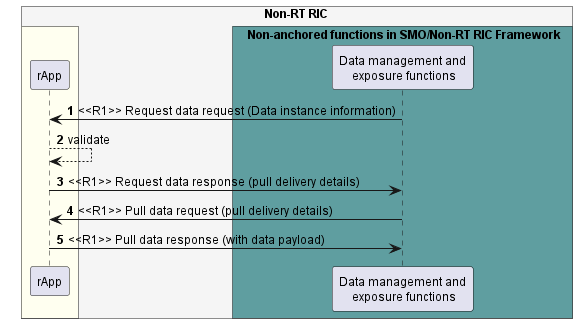 Non-RT RIC
Non-anchored functions in SMO/Non-RT RIC Framework
rApp
Data management and
exposure functions
1 <<R1>> Request data request (Data instance information)
2 validate
3 <<R1>> Request data response (pull delivery details)
4 <<R1>> Pull data request (pull delivery details)
5 <<R1>> Pull data response (with data payload)
rApp
Data management and
exposure functions